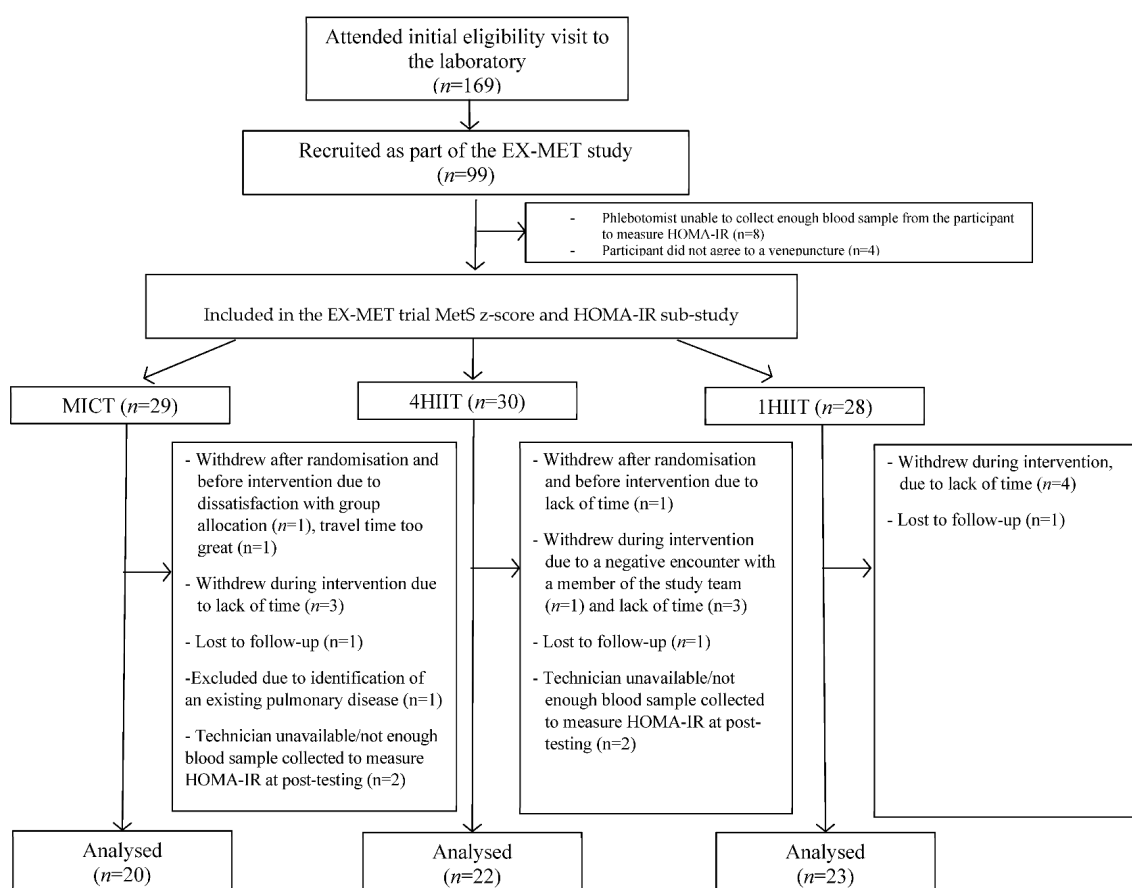 Attended initial eligibility visit to
the laboratory
(n=169)
Recruited as part of the EX-MET study
(n=99)
- Phlebotomist unable to collect enough blood sample from the participant
to measure HOMA-IR (n=8)
- Participant did not agree to a venepuncture (n=4)
Included in the EX-MET trial MetS z-score and HOMA-IR sub-study
MICT (n=29)
4HIIT (n=30)
1HIIT (n=28)
- Withdrew after randomisation and
before intervention due to
dissatisfaction with group
allocation (n=1), travel time too
great (n=1)
- Withdrew during intervention due
to lack of time (n=3)
- Lost to follow-up (n=1)
-Excluded due to identification of
an existing pulmonary disease (n=1)
- Technician unavailable/not enough
blood sample collected to measure
HOMA-IR at post-testing (n=2)
- Withdrew after randomisation
and before intervention due to
lack of time (n=1)
- Withdrew during intervention
due to a negative encounter with
a member of the study team
(n=1) and lack of time (n=3)
- Lost to follow-up (n=1)
- Technician unavailable/not
enough blood sample collected
to measure HOMA-IR at post-
testing (n=2)
- Withdrew during intervention,
due to lack of time (n=4)
- Lost to follow-up (n=1)
Analysed
(n=20)
Analysed
(n=22)
Analysed
(n=23)